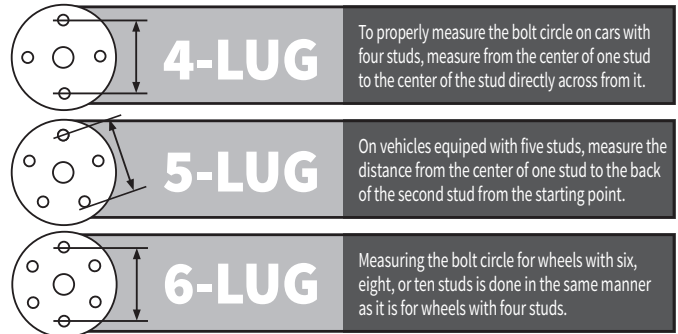 4-LUG
To properly measure the bolt circle on cars with
four studs, measure from the center of one stud
to the center of the stud directly across from it.
5-LUG
On vehicles equiped with five studs, measure the
distance from the center of one stud to the back
of the second stud from the starting point.
6-LUG
Measuring the bolt circle for wheels with six,
eight, or ten studs is done in the same manner
as it is for wheels with four studs.